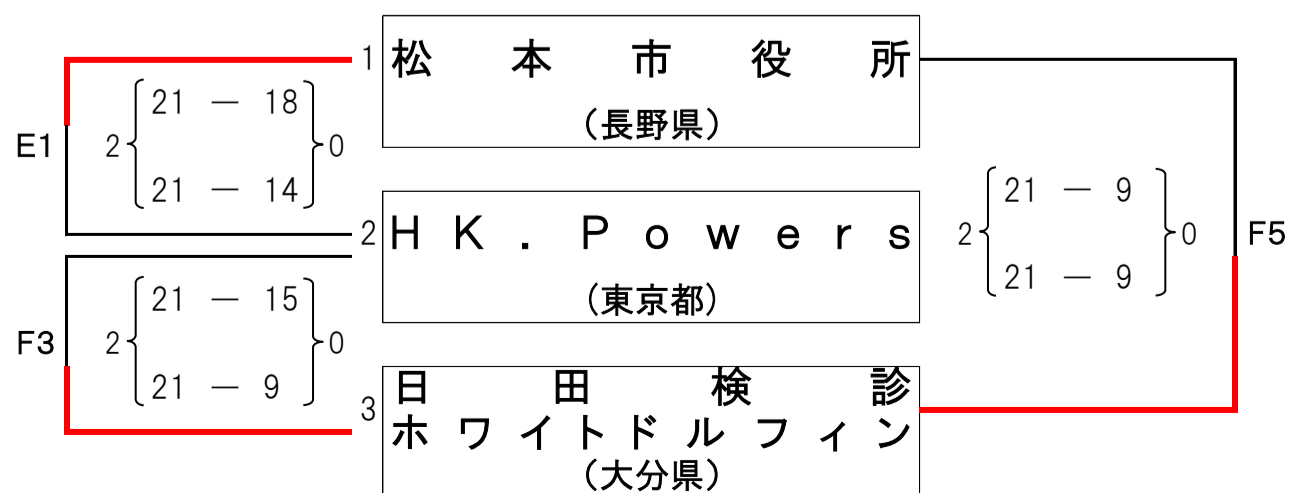 1 松本市役所
(長野県)
E1 2 21 － 18 0
21 － 14
2 ＨＫ．Ｐｏｗｅｒｓ
(東京都)
F3 2 21 － 15 0
21 － 9
3 日田検診
ホワイトドルフィン
(大分県)
2 21 － 9 0 F5
21 － 9